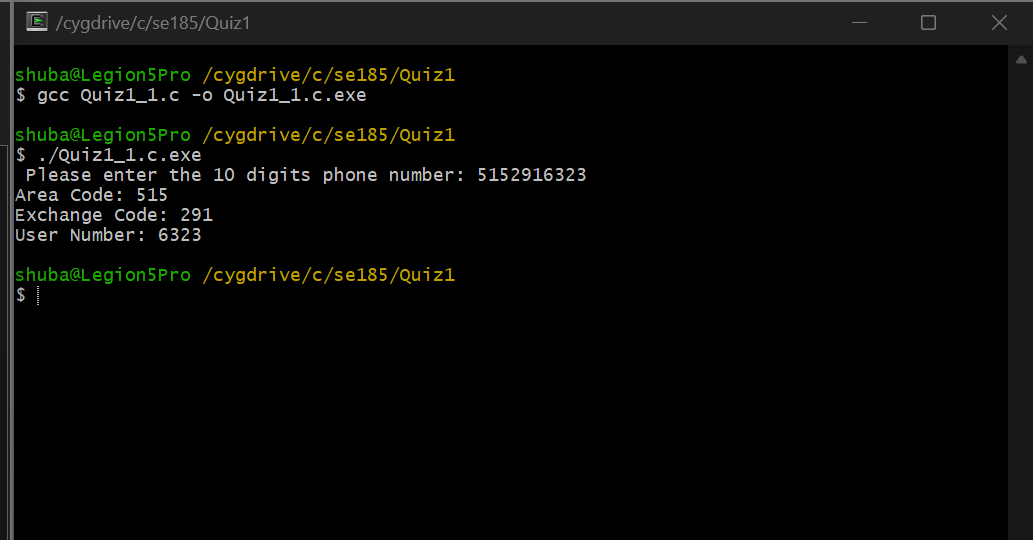 /cygdrive/c/se185/Quiz1
shuba@Legion5Pro /cygdrive/c/se185/Quiz1
$ gcc Quiz1_1.c -o Quiz1_1.c.exe
shuba@Legion5Pro /cygdrive/c/se185/Quiz1
$ ./Quiz1_1.c.exe
Please enter the 10 digits phone number: 5152916323
Area Code: 515
Exchange Code: 291
User Number: 6323
shuba@Legion5Pro /cygdrive/c/se185/Quiz1
$